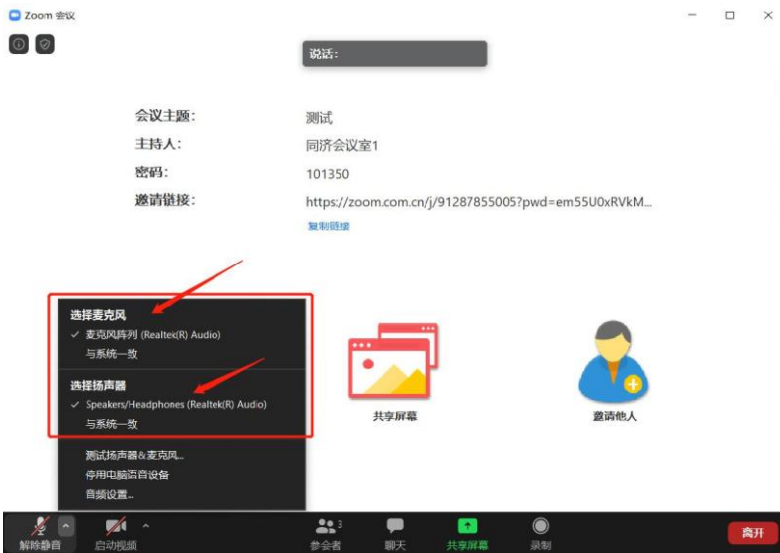 Zoom 会议
说话：
会议主题： 测试
主持人： 同济会议室1
密码： 101350
邀请链接： https://zoom.com.cn/j/91287855005?pwd=em55U0xRVkM...
复制链接
选择麦克风
✓ 麦克风阵列 (Realtek(R) Audio)
与系统一致
选择扬声器
✓ Speakers/Headphones (Realtek(R) Audio)
与系统一致
测试扬声器&麦克风...
停用电脑语音设备
音频设置...
共享屏幕
邀请他人
解除静音
启动视频
3
参会者
聊天
共享屏幕
录制
离开